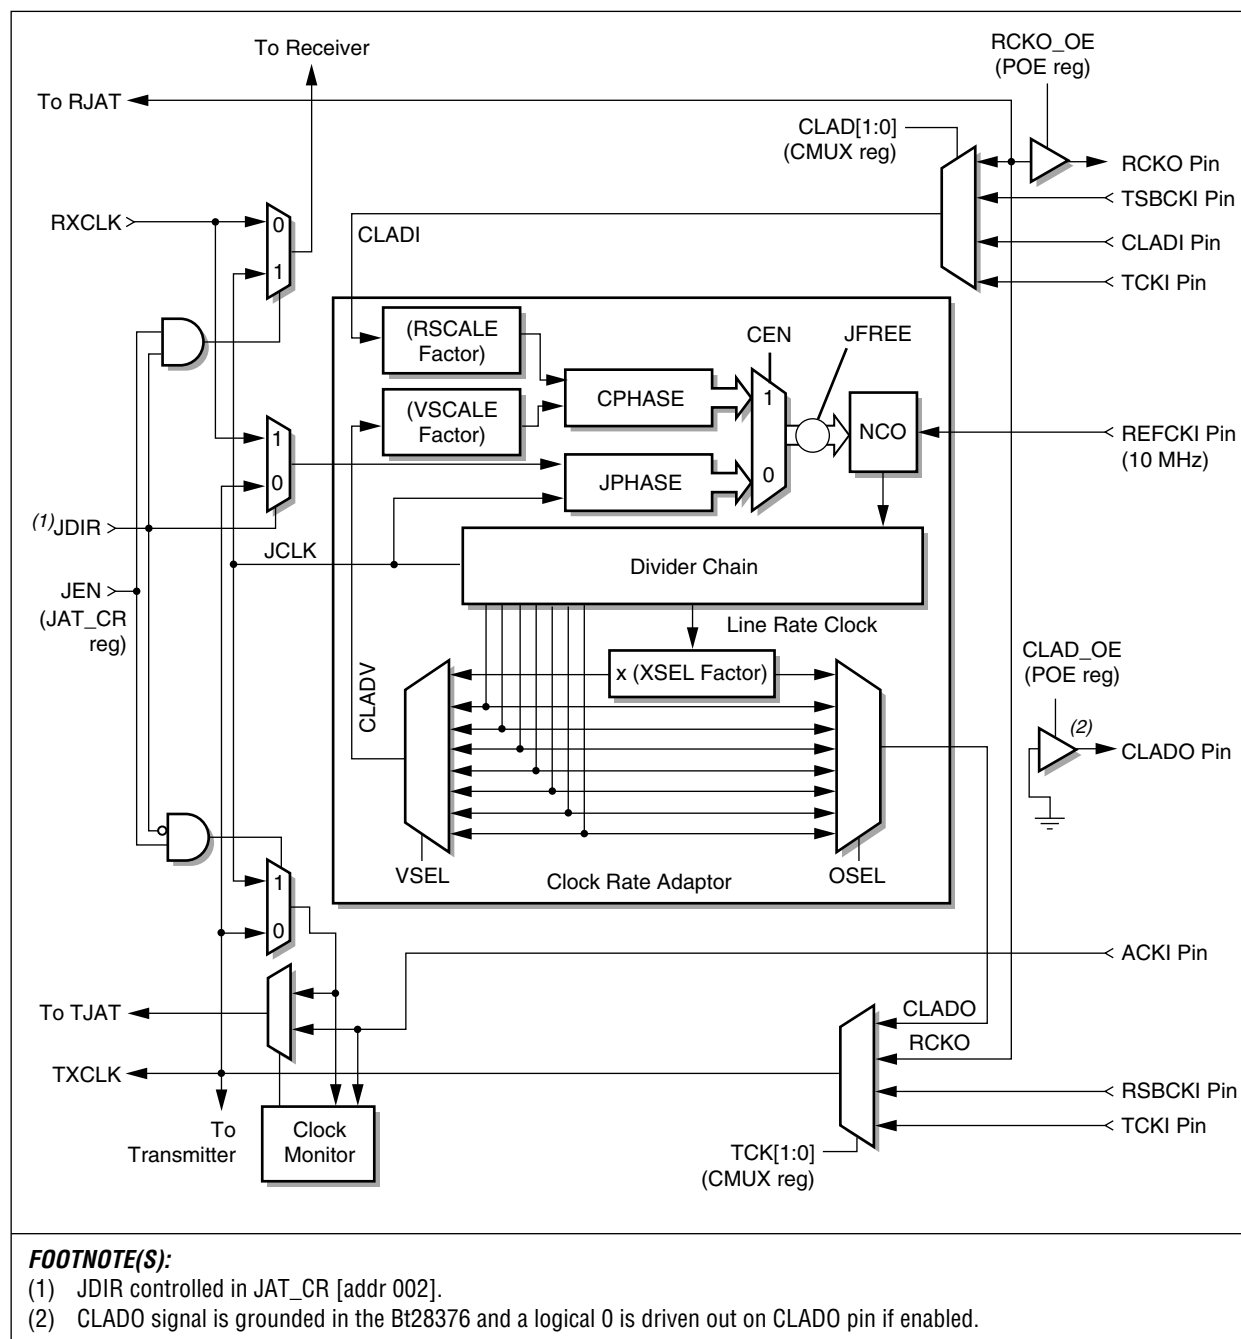 To Receiver
RCKO_OE
(POE reg)
To RJAT
CLAD[1:0]
(CMUX reg)
RCKO Pin
TSBCKI Pin
RXCLK
0
1
CLADI
CLADI Pin
TCKI Pin
(RSCALE
Factor)
CEN
JFREE
(VSCALE
Factor)
CPHASE
1
0
NCO
REFCKI Pin
(10 MHz)
1
0
JPHASE
(1) JDIR
JCLK
Divider Chain
JEN
(JAT_CR
reg)
Line Rate Clock
CLADV
x (XSEL Factor)
CLAD_OE
(POE reg)
(2)
CLADO Pin
VSEL
Clock Rate Adaptor
OSEL
1
0
ACKI Pin
To TJAT
CLADO
RCKO
TXCLK
RSBCKI Pin
To
Transmitter
Clock
Monitor
TCKI Pin
TCK[1:0]
(CMUX reg)
FOOTNOTE(S):
(1) JDIR controlled in JAT_CR [addr 002].
(2) CLADO signal is grounded in the Bt28376 and a logical 0 is driven out on CLADO pin if enabled.